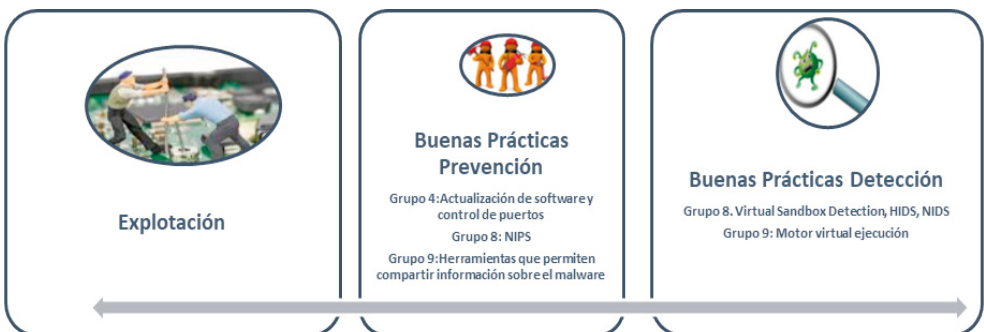 Explotación
Buenas Prácticas
Prevención
Grupo 4:Actualización de software y
control de puertos
Grupo 8: NIPS
Grupo 9:Herramientas que permiten
compartir información sobre el malware
Buenas Prácticas Detección
Grupo 8. Virtual Sandbox Detection, HIDS, NIDS
Grupo 9: Motor virtual ejecución